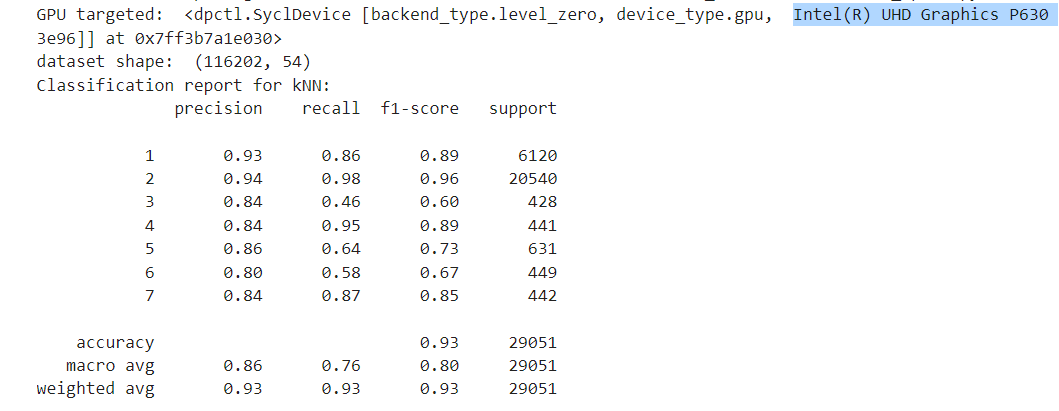 GPU targeted:  <dpctl.SyclDevice [backend_type.level_zero, device_type.gpu,  Intel(R) UHD Graphics P630
3e96]] at 0x7ff3b7a1e030>
dataset shape:  (116202, 54)
Classification report for kNN:
precision    recall  f1-score   support
1       0.93      0.86      0.89      6120
2       0.94      0.98      0.96     20540
3       0.84      0.46      0.60       428
4       0.84      0.95      0.89       441
5       0.86      0.64      0.73       631
6       0.80      0.58      0.67       449
7       0.84      0.87      0.85       442
accuracy                           0.93     29051
macro avg       0.86      0.76      0.80     29051
weighted avg       0.93      0.93      0.93     29051